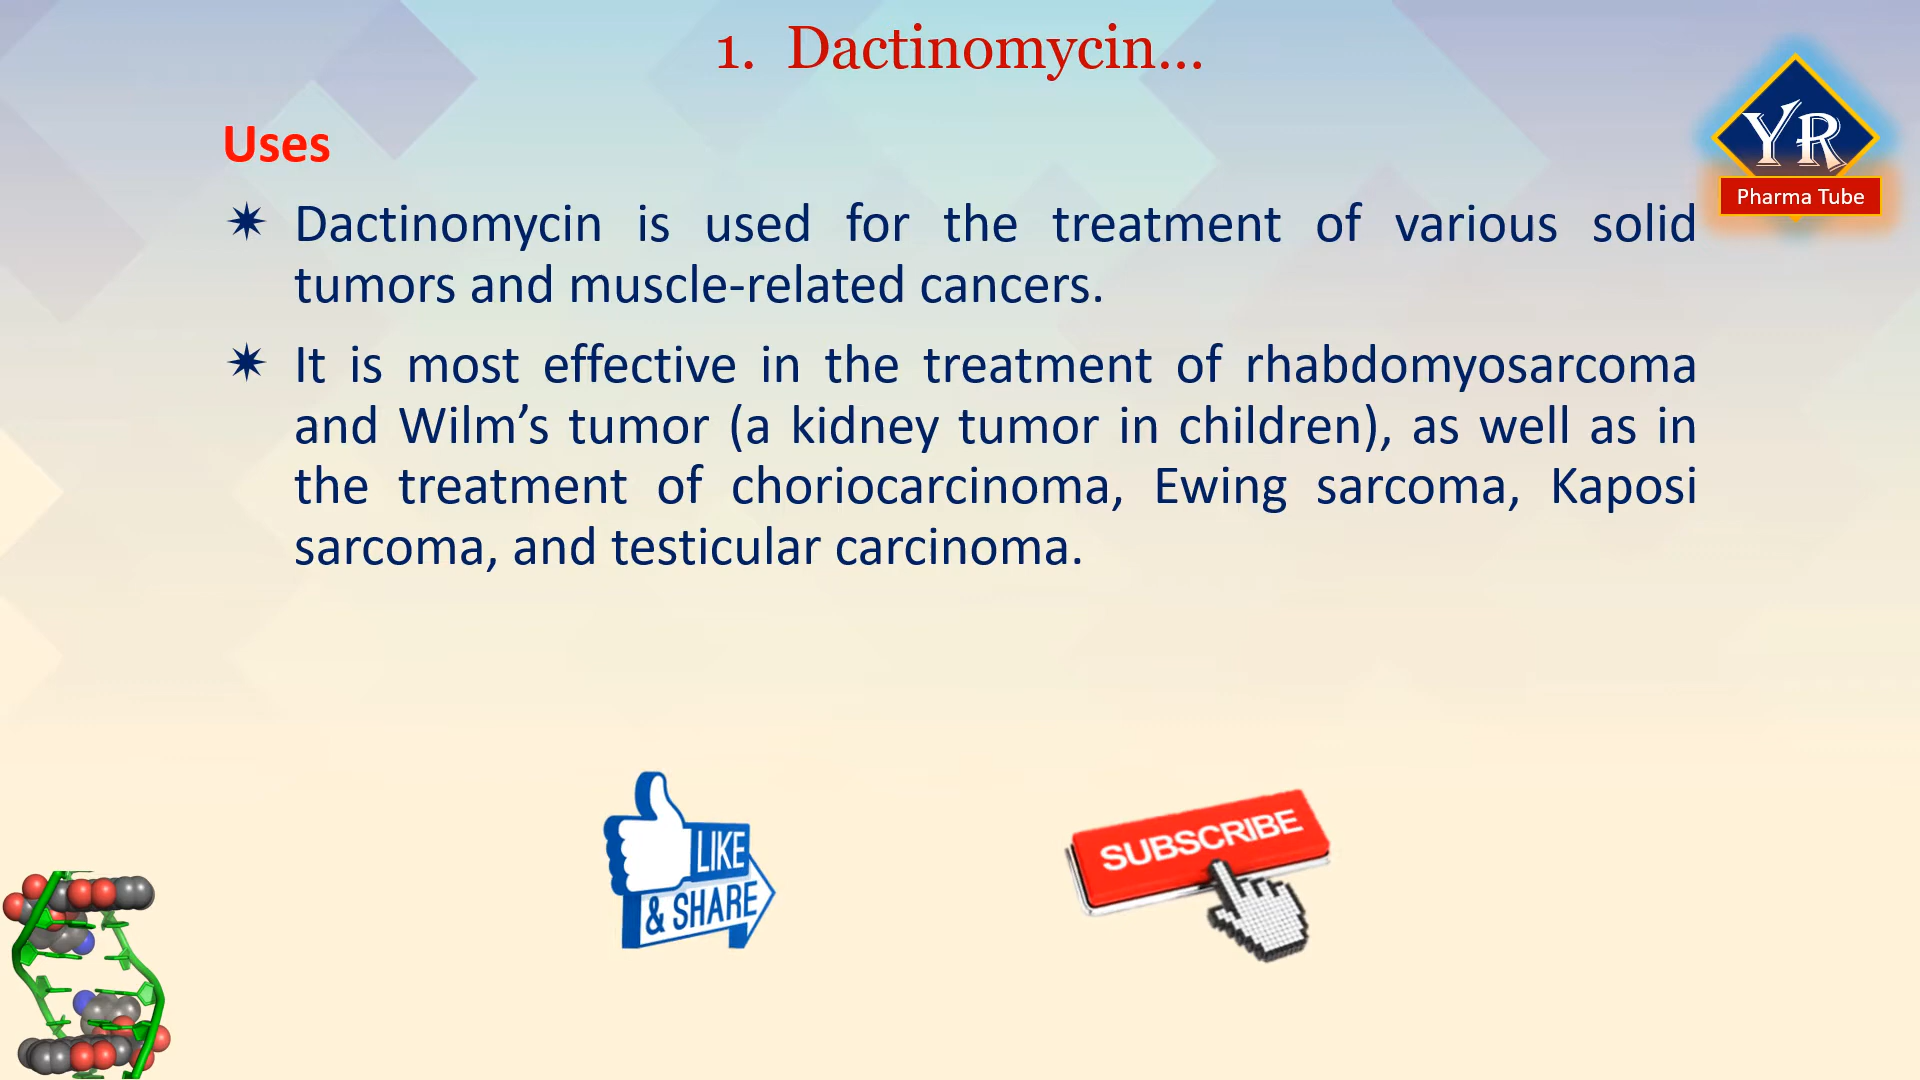 1. Dactinomycin...
YR
Pharma Tube
Uses
✷ Dactinomycin is used for the treatment of various solid
tumors and muscle-related cancers.
✷ It is most effective in the treatment of rhabdomyosarcoma
and Wilm’s tumor (a kidney tumor in children), as well as in
the treatment of choriocarcinoma, Ewing sarcoma, Kaposi
sarcoma, and testicular carcinoma.
LIKE
& SHARE
SUBSCRIBE